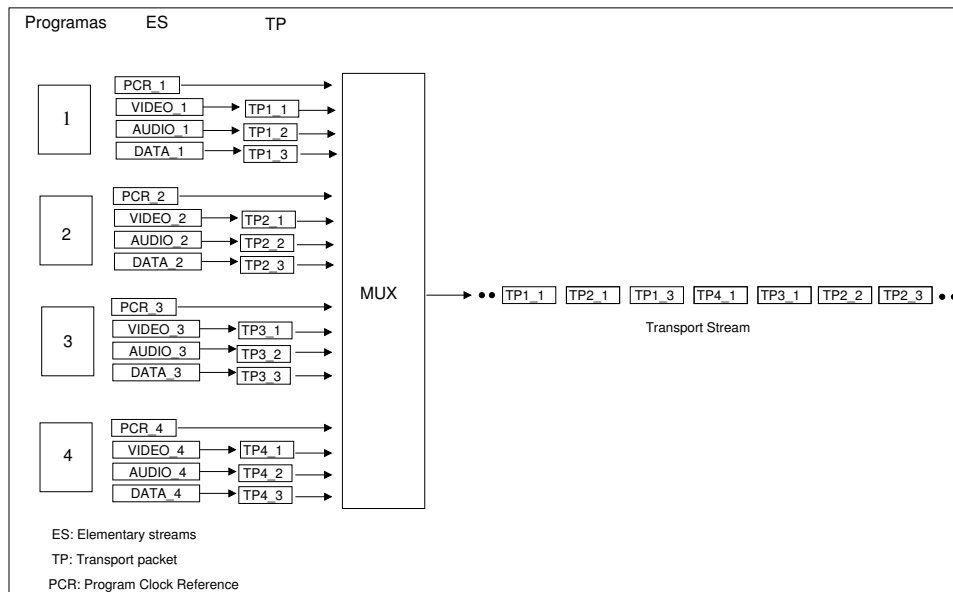 Programas ES TP
1
PCR_1
VIDEO_1 TP1_1
AUDIO_1 TP1_2
DATA_1 TP1_3
2
PCR_2
VIDEO_2 TP2_1
AUDIO_2 TP2_2
DATA_2 TP2_3
3
PCR_3
VIDEO_3 TP3_1
AUDIO_3 TP3_2
DATA_3 TP3_3
4
PCR_4
VIDEO_4 TP4_1
AUDIO_4 TP4_2
DATA_4 TP4_3
MUX
TP1_1 TP2_1 TP1_3 TP4_1 TP3_1 TP2_2 TP2_3
Transport Stream
ES: Elementary streams
TP: Transport packet
PCR: Program Clock Reference